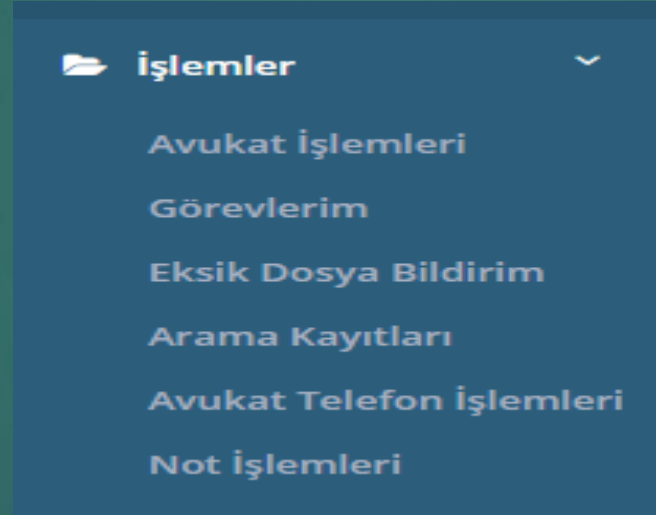 İşlemler
Avukat İşlemleri
Görevlerim
Eksik Dosya Bildirim
Arama Kayıtları
Avukat Telefon İşlemleri
Not İşlemleri